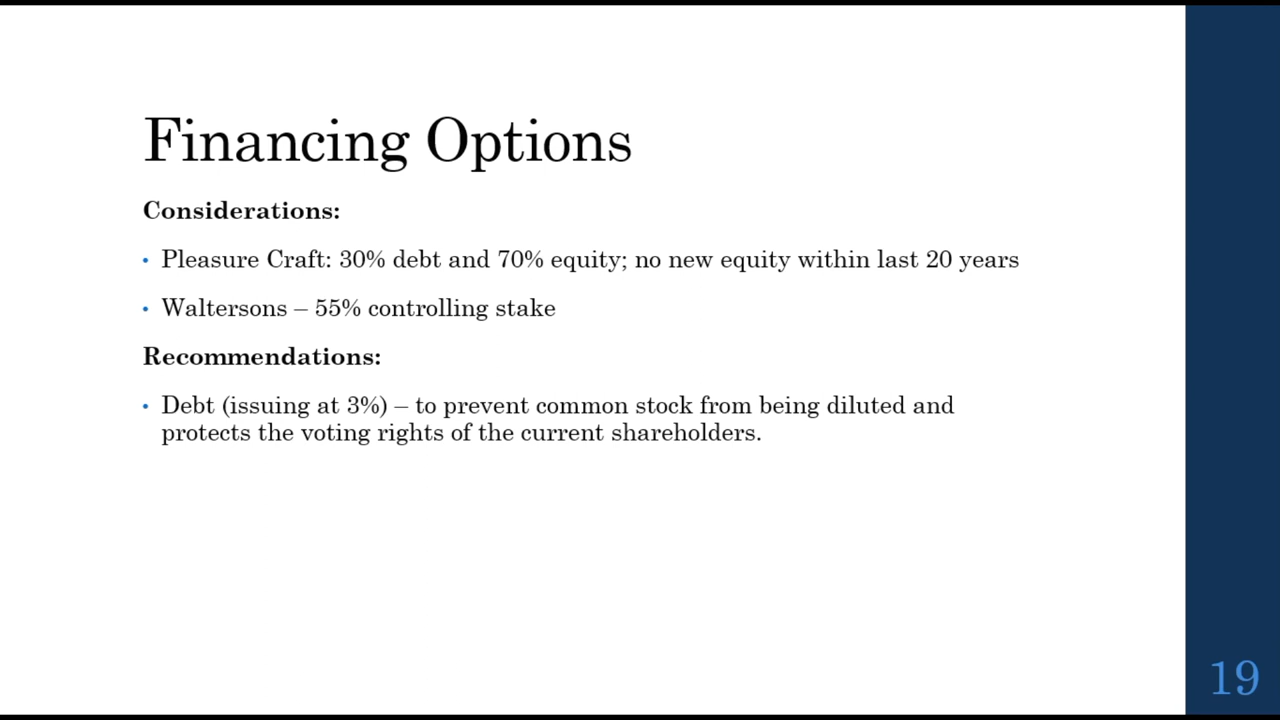 Financing Options
Considerations:
• Pleasure Craft: 30% debt and 70% equity; no new equity within last 20 years
• Waltersons – 55% controlling stake
Recommendations:
• Debt (issuing at 3%) – to prevent common stock from being diluted and
protects the voting rights of the current shareholders.
19